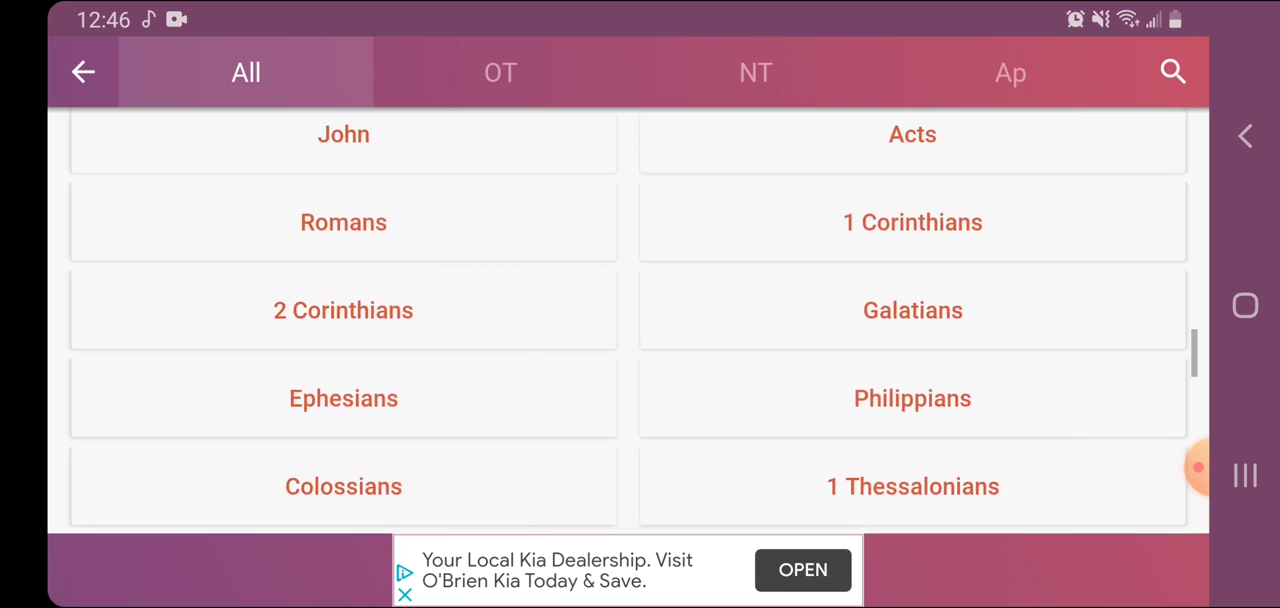 12:46
All OT NT Ap
John Acts
Romans 1 Corinthians
2 Corinthians Galatians
Ephesians Philippians
Colossians 1 Thessalonians
Your Local Kia Dealership. Visit
O'Brien Kia Today & Save.
OPEN